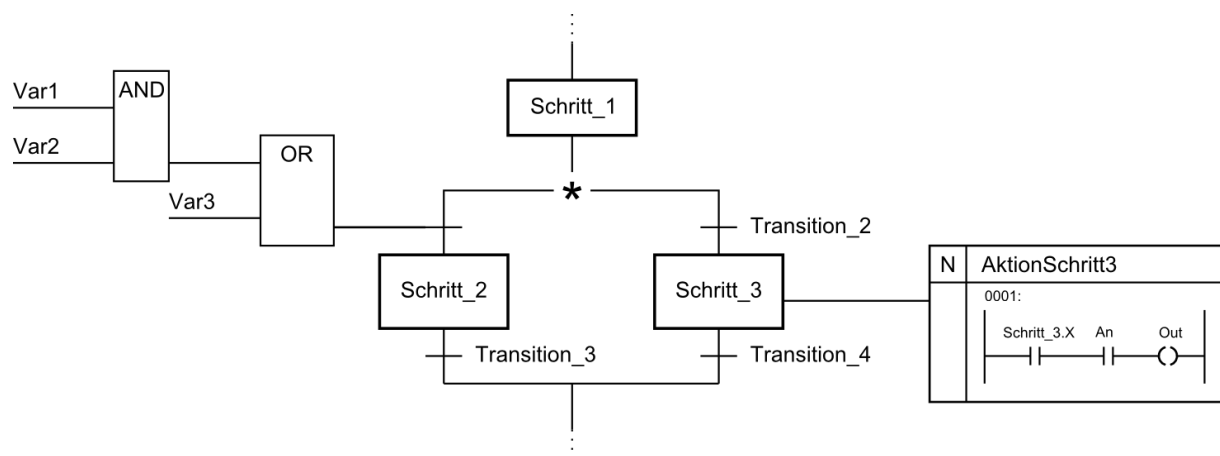 Schritt_1
Var1
AND
Var2
OR
Var3
*
Transition_2
Schritt_2
Schritt_3
N AktionSchritt3
0001:
Schritt_3.X An Out
Transition_3
Transition_4